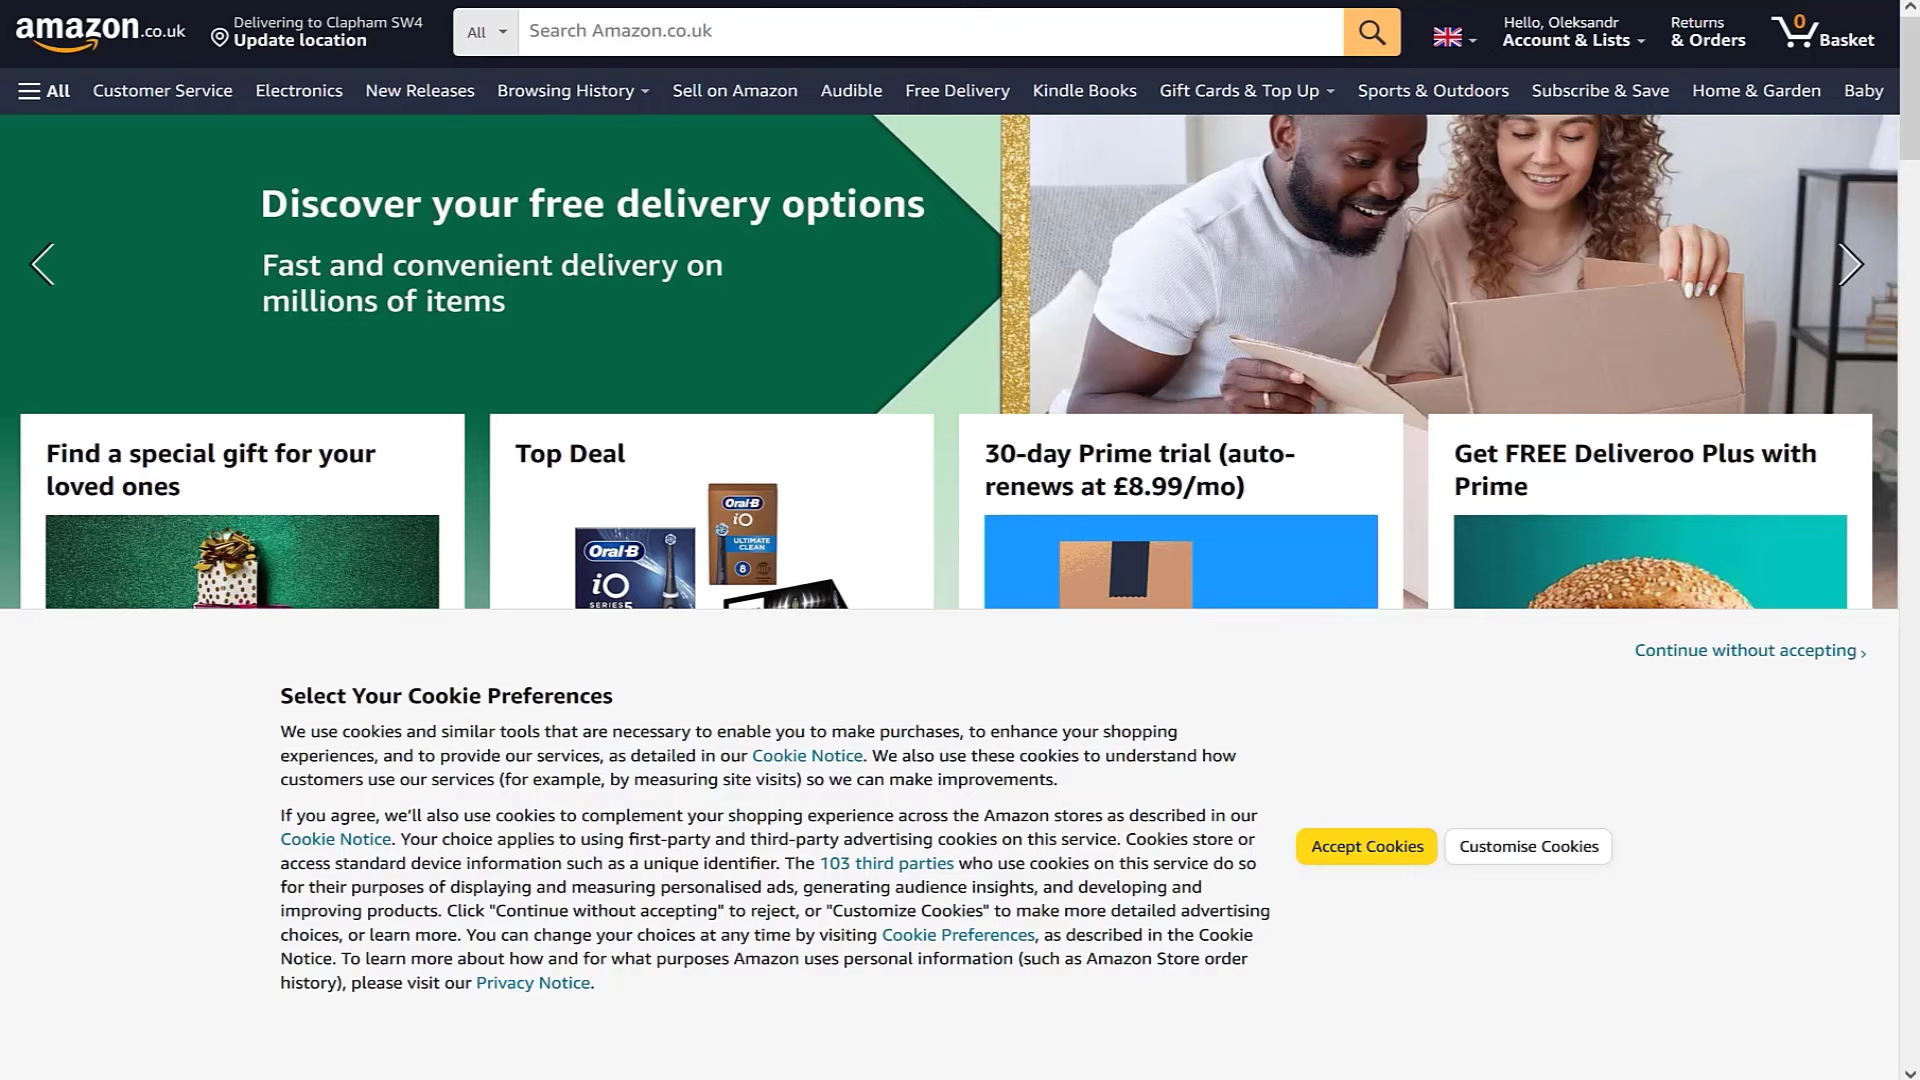 amazon.co.uk
Delivering to Clapham SW4
Update location
All
Search Amazon.co.uk
Hello, Oleksandr
Account & Lists
Returns
& Orders
0
Basket
All
Customer Service
Electronics
New Releases
Browsing History
Sell on Amazon
Audible
Free Delivery
Kindle Books
Gift Cards & Top Up
Sports & Outdoors
Subscribe & Save
Home & Garden
Baby
Discover your free delivery options
Fast and convenient delivery on
millions of items
Find a special gift for your
loved ones
Top Deal
Oral-B
iO
ULTIMATE
CLEAN
8
Oral-B
iO
SERIES 5
30-day Prime trial (auto-
renews at £8.99/mo)
Get FREE Deliveroo Plus with
Prime
Continue without accepting ›
Select Your Cookie Preferences
We use cookies and similar tools that are necessary to enable you to make purchases, to enhance your shopping
experiences, and to provide our services, as detailed in our Cookie Notice. We also use these cookies to understand how
customers use our services (for example, by measuring site visits) so we can make improvements.
If you agree, we’ll also use cookies to complement your shopping experience across the Amazon stores as described in our
Cookie Notice. Your choice applies to using first-party and third-party advertising cookies on this service. Cookies store or
access standard device information such as a unique identifier. The 103 third parties who use cookies on this service do so
for their purposes of displaying and measuring personalised ads, generating audience insights, and developing and
improving products. Click "Continue without accepting" to reject, or "Customize Cookies" to make more detailed advertising
choices, or learn more. You can change your choices at any time by visiting Cookie Preferences, as described in the Cookie
Notice. To learn more about how and for what purposes Amazon uses personal information (such as Amazon Store order
history), please visit our Privacy Notice.
Accept Cookies
Customise Cookies